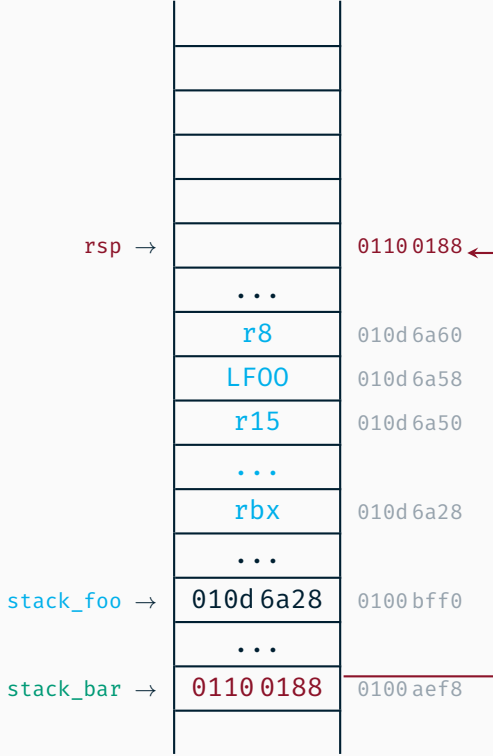 rsp → 0110 0188 ←
...
r8 010d 6a60
LFOO 010d 6a58
r15 010d 6a50
...
rbx 010d 6a28
...
stack_foo → 010d 6a28 0100 bff0
...
stack_bar → 0110 0188 0100 aef8